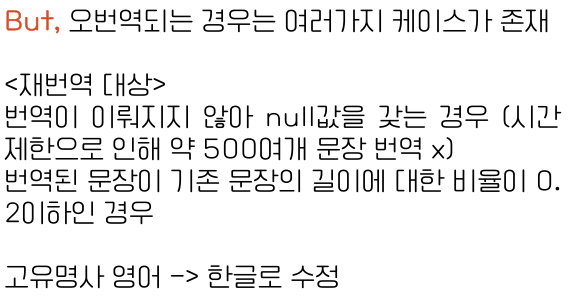 But, 오번역되는 경우는 여러가지 케이스가 존재
<재번역 대상>
번역이 이뤄지지 않아 null값을 갖는 경우 (시간
제한으로 인해 약 500여개 문장 번역 x)
번역된 문장이 기존 문장의 길이에 대한 비율이 0.
2이하인 경우
고유명사 영어 -> 한글로 수정